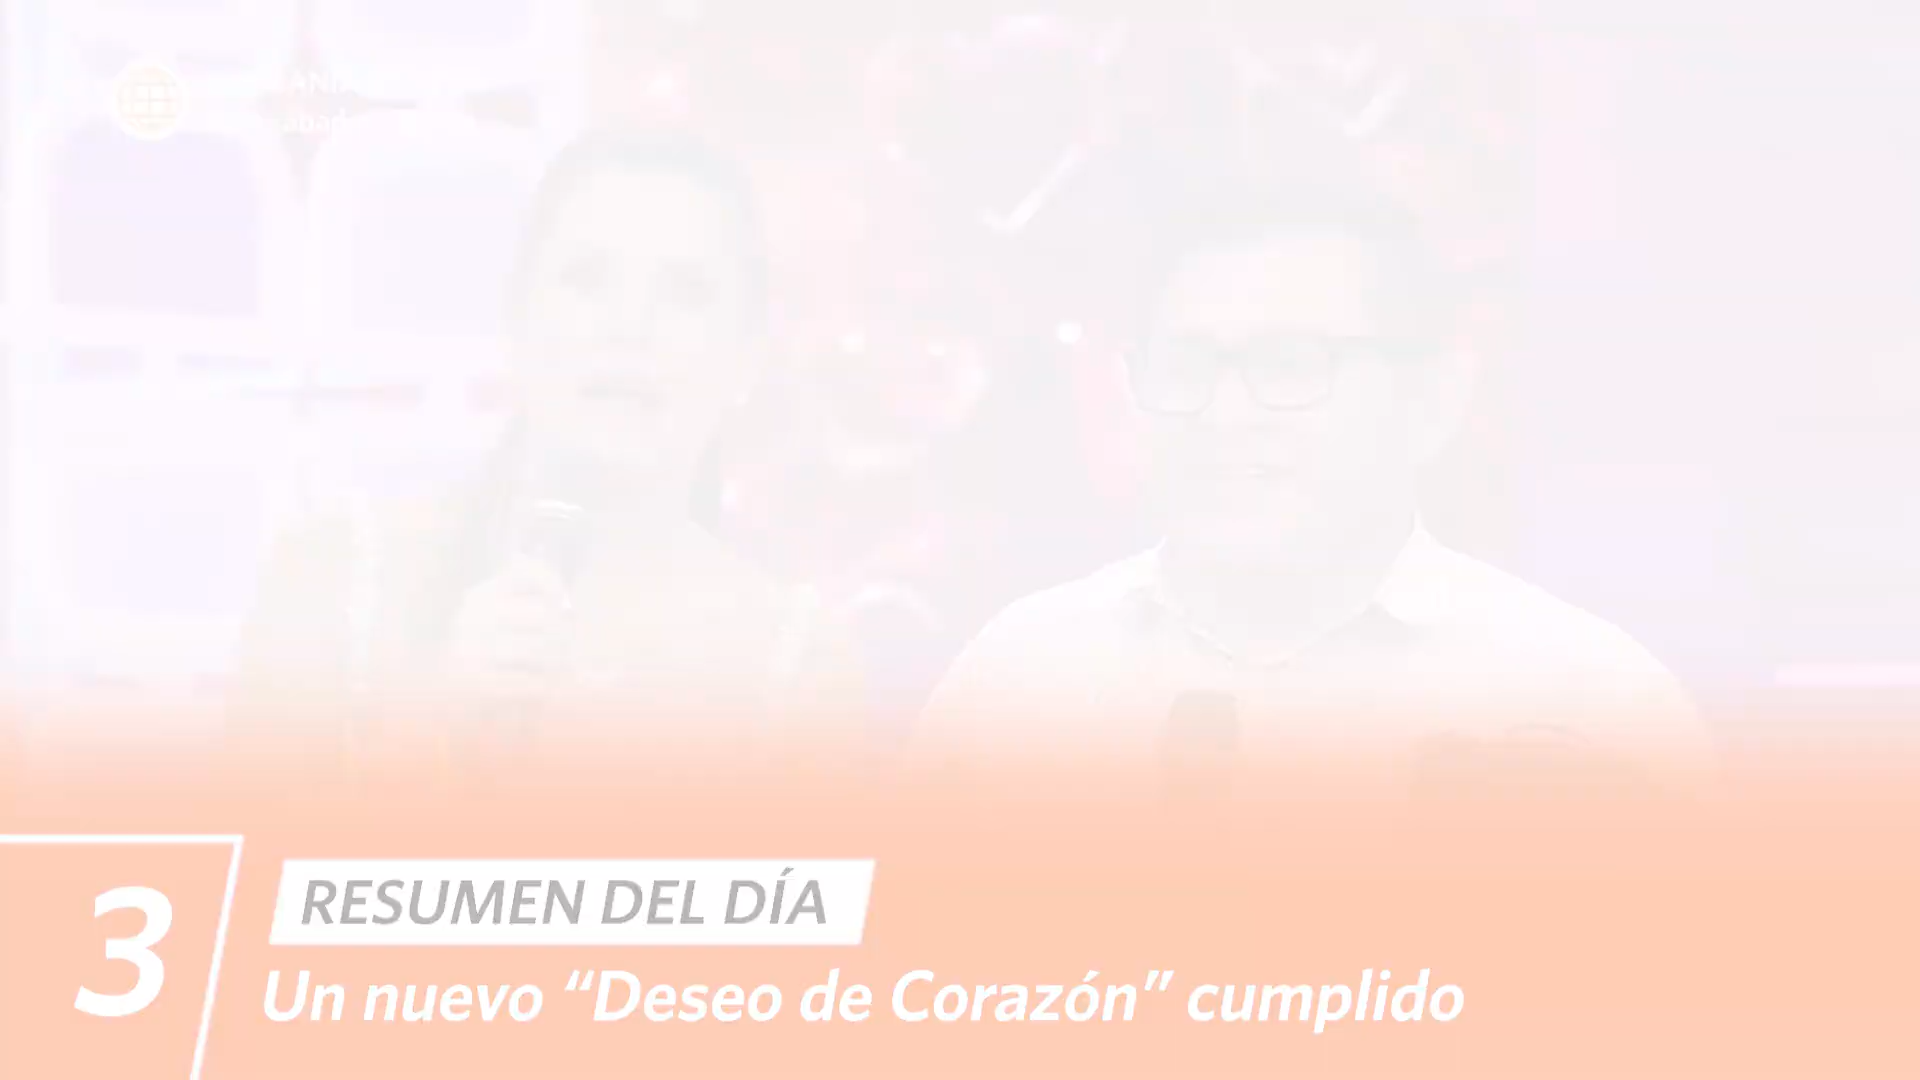 3
RESUMEN DEL DÍA
Un nuevo “Deseo de Corazón” cumplido